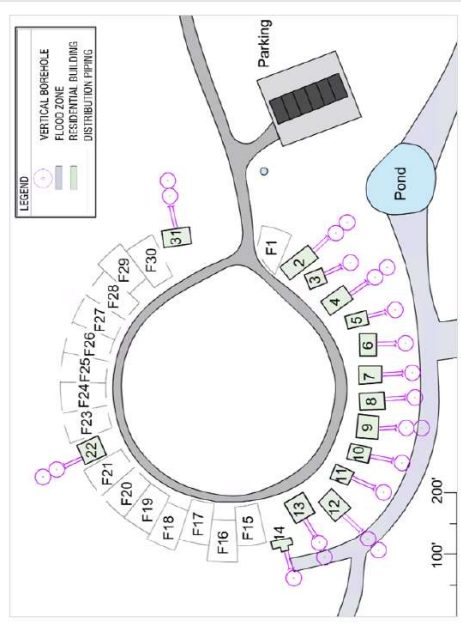 LEGEND
VERTICAL BOREHOLE
FLOOD ZONE
RESIDENTIAL BUILDING
DISTRIBUTION PIPING
Parking
Pond
F1
2
3
4
5
6
7
8
9
10
11
12
13
14
F15
F16
F17
F18
F19
F20
F21
22
F23
F24
F25
F26
F27
F28
F29
F30
31
100'
200'